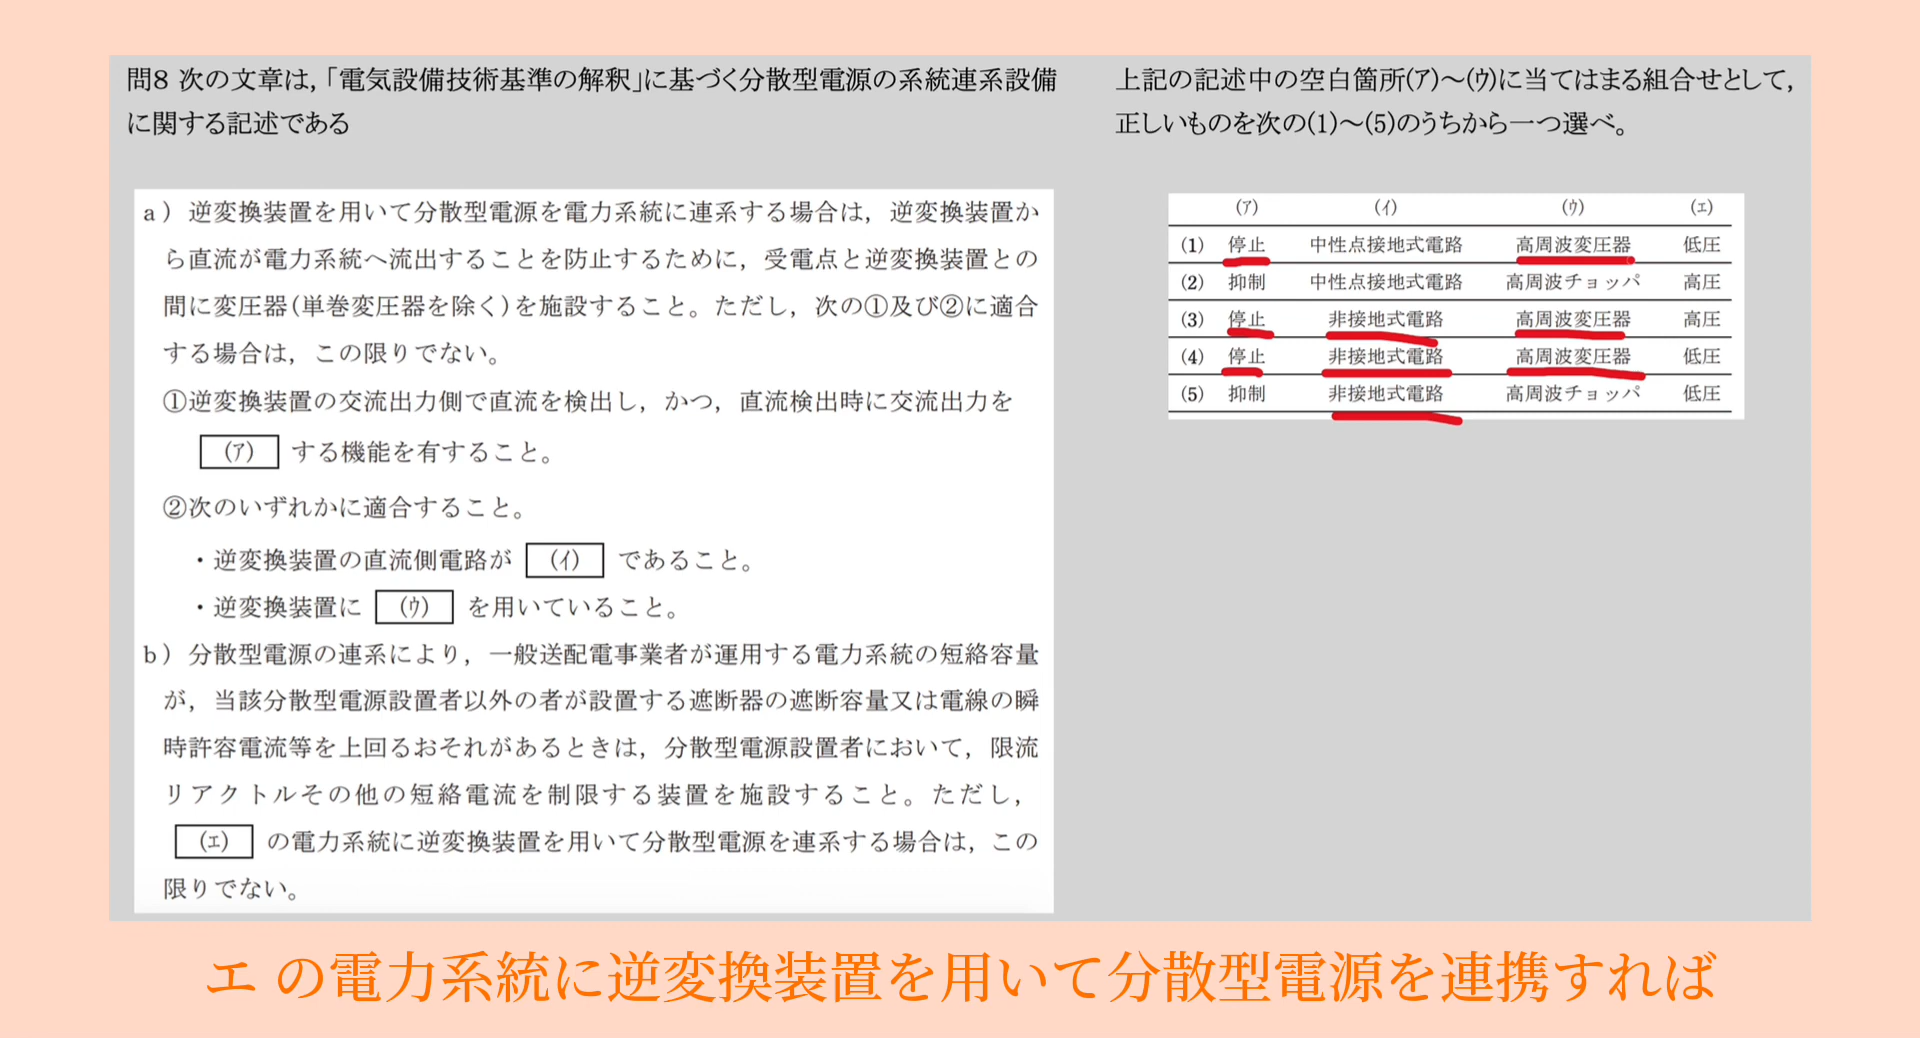 問8 次の文章は,「電気設備技術基準の解釈」に基づく分散型電源の系統連系設備
に関する記述である
a）逆変換装置を用いて分散型電源を電力系統に連系する場合は，逆変換装置か
ら直流が電力系統へ流出することを防止するために，受電点と逆変換装置との
間に変圧器(単巻変圧器を除く)を施設すること。ただし，次の①及び②に適合
する場合は，この限りでない。
①逆変換装置の交流出力側で直流を検出し，かつ，直流検出時に交流出力を
(ｱ) する機能を有すること。
②次のいずれかに適合すること。
・逆変換装置の直流側電路が (ｲ) であること。
・逆変換装置に (ｳ) を用いていること。
b）分散型電源の連系により，一般送配電事業者が運用する電力系統の短絡容量
が，当該分散型電源設置者以外の者が設置する遮断器の遮断容量又は電線の瞬
時許容電流等を上回るおそれがあるときは，分散型電源設置者において，限流
リアクトルその他の短絡電流を制限する装置を施設すること。ただし，
(ｴ) の電力系統に逆変換装置を用いて分散型電源を連系する場合は，この
限りでない。
上記の記述中の空白箇所(ｱ)～(ｳ)に当てはまる組合せとして,
正しいものを次の(1)～(5)のうちから一つ選べ。
(ｱ) (ｲ) (ｳ) (ｴ)
(1) 停止 中性点接地式電路 高周波変圧器 低圧
(2) 抑制 中性点接地式電路 高周波チョッパ 高圧
(3) 停止 非接地式電路 高周波変圧器 高圧
(4) 停止 非接地式電路 高周波変圧器 低圧
(5) 抑制 非接地式電路 高周波チョッパ 低圧
エ の電力系統に逆変換装置を用いて分散型電源を連携すれば